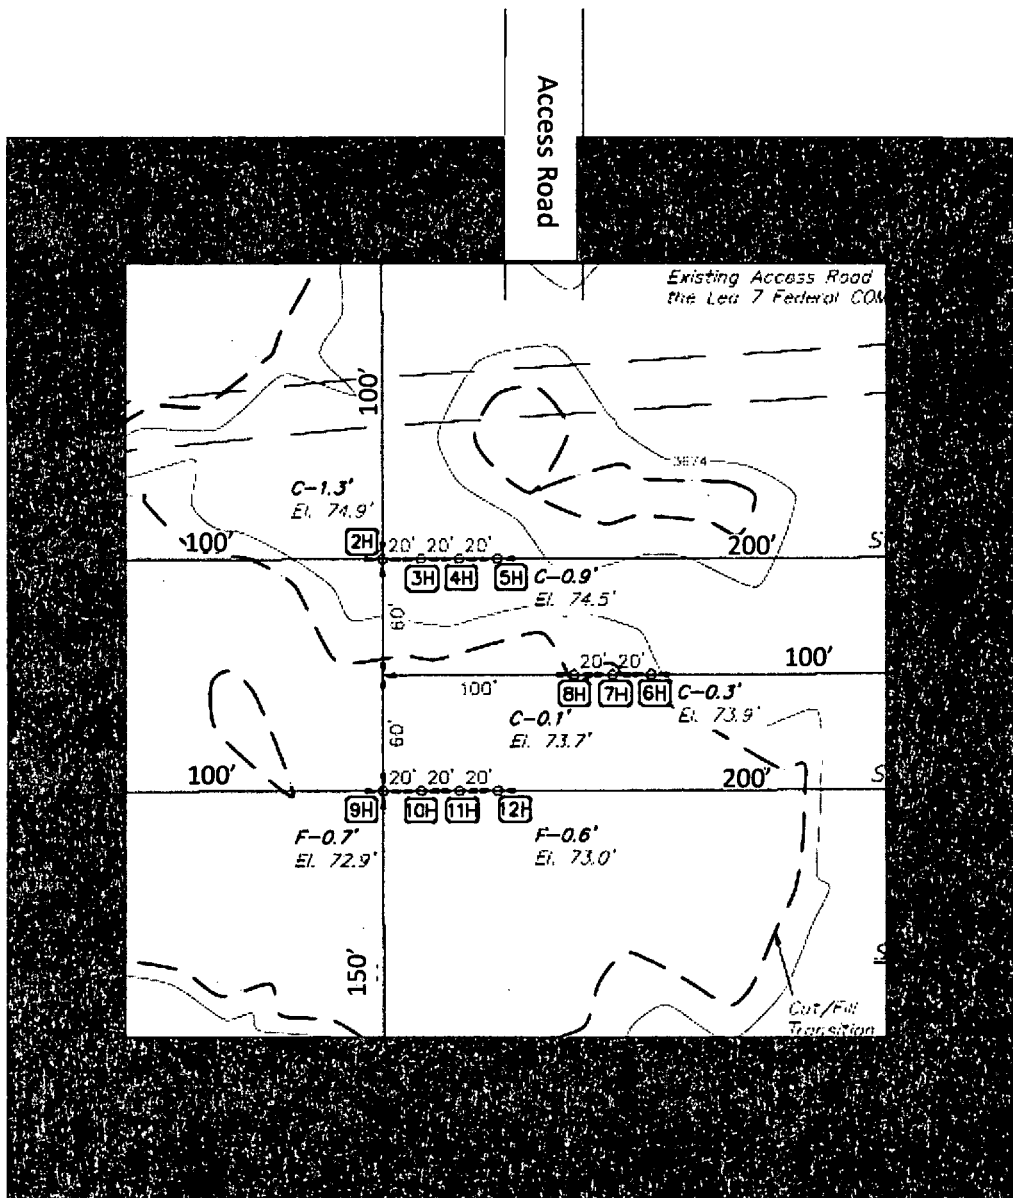 Access Road
Existing Access Road
the Lea 7 Federal COM
100'
3674
C-1.3'
El. 74.9'
100'
2H
20' 20' 20'
200'
S
3H 4H 5H
C-0.9'
El. 74.5'
60'
20' 20'
100'
100'
8H 7H 6H
C-0.3'
El. 73.9'
C-0.1'
El. 73.7'
60'
100'
20' 20' 20'
200'
S
9H 10H 11H 12H
F-0.7'
El. 72.9'
F-0.6'
El. 73.0'
150'
S
Cut/Fill
Transition